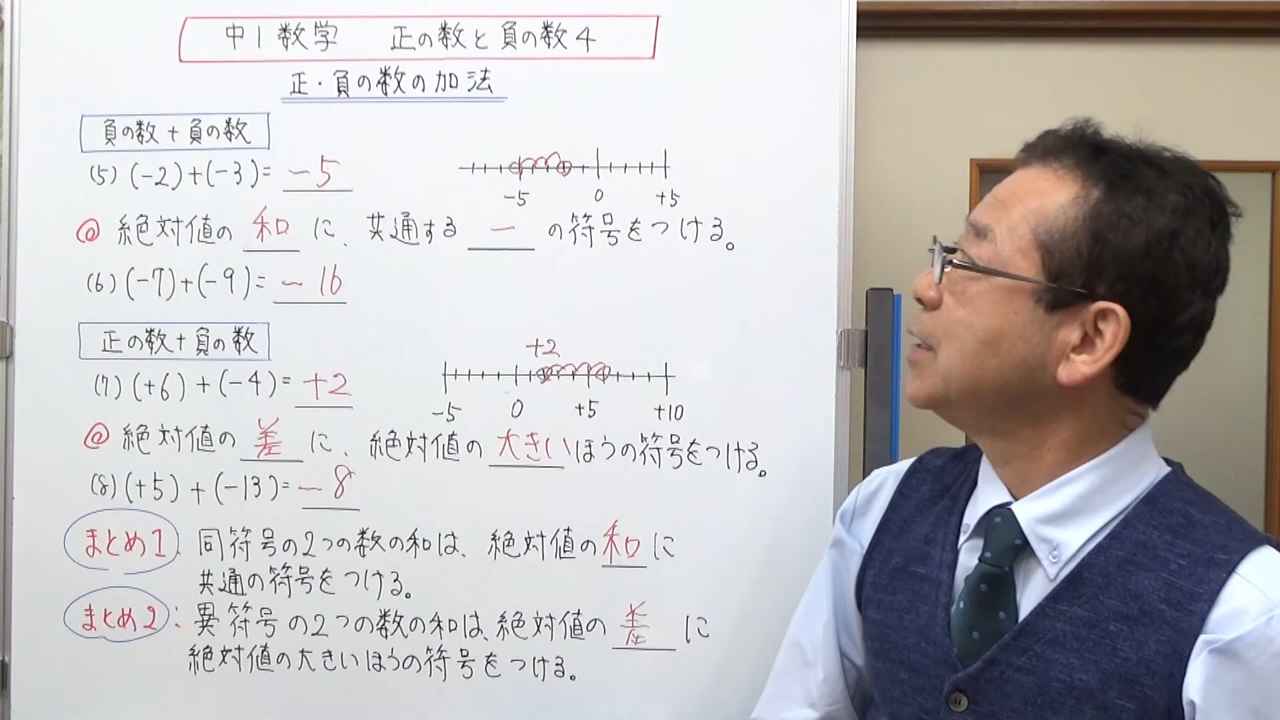 中1数学 正の数と負の数4
正・負の数の加法
負の数+負の数
(5) (-2)+(-3)= -5
-5 0 +5
@ 絶対値の 和 に、共通する - の符号をつける。
(6) (-7)+(-9)= -16
正の数+負の数
+2
(7) (+6)+(-4)= +2
-5 0 +5 +10
@ 絶対値の 差 に、絶対値の 大きい ほうの符号をつける。
(8) (+5)+(-13)= -8
まとめ1: 同符号の2つの数の和は、絶対値の 和 に
共通の符号をつける。
まとめ2: 異符号の2つの数の和は、絶対値の 差 に
絶対値の大きいほうの符号をつける。